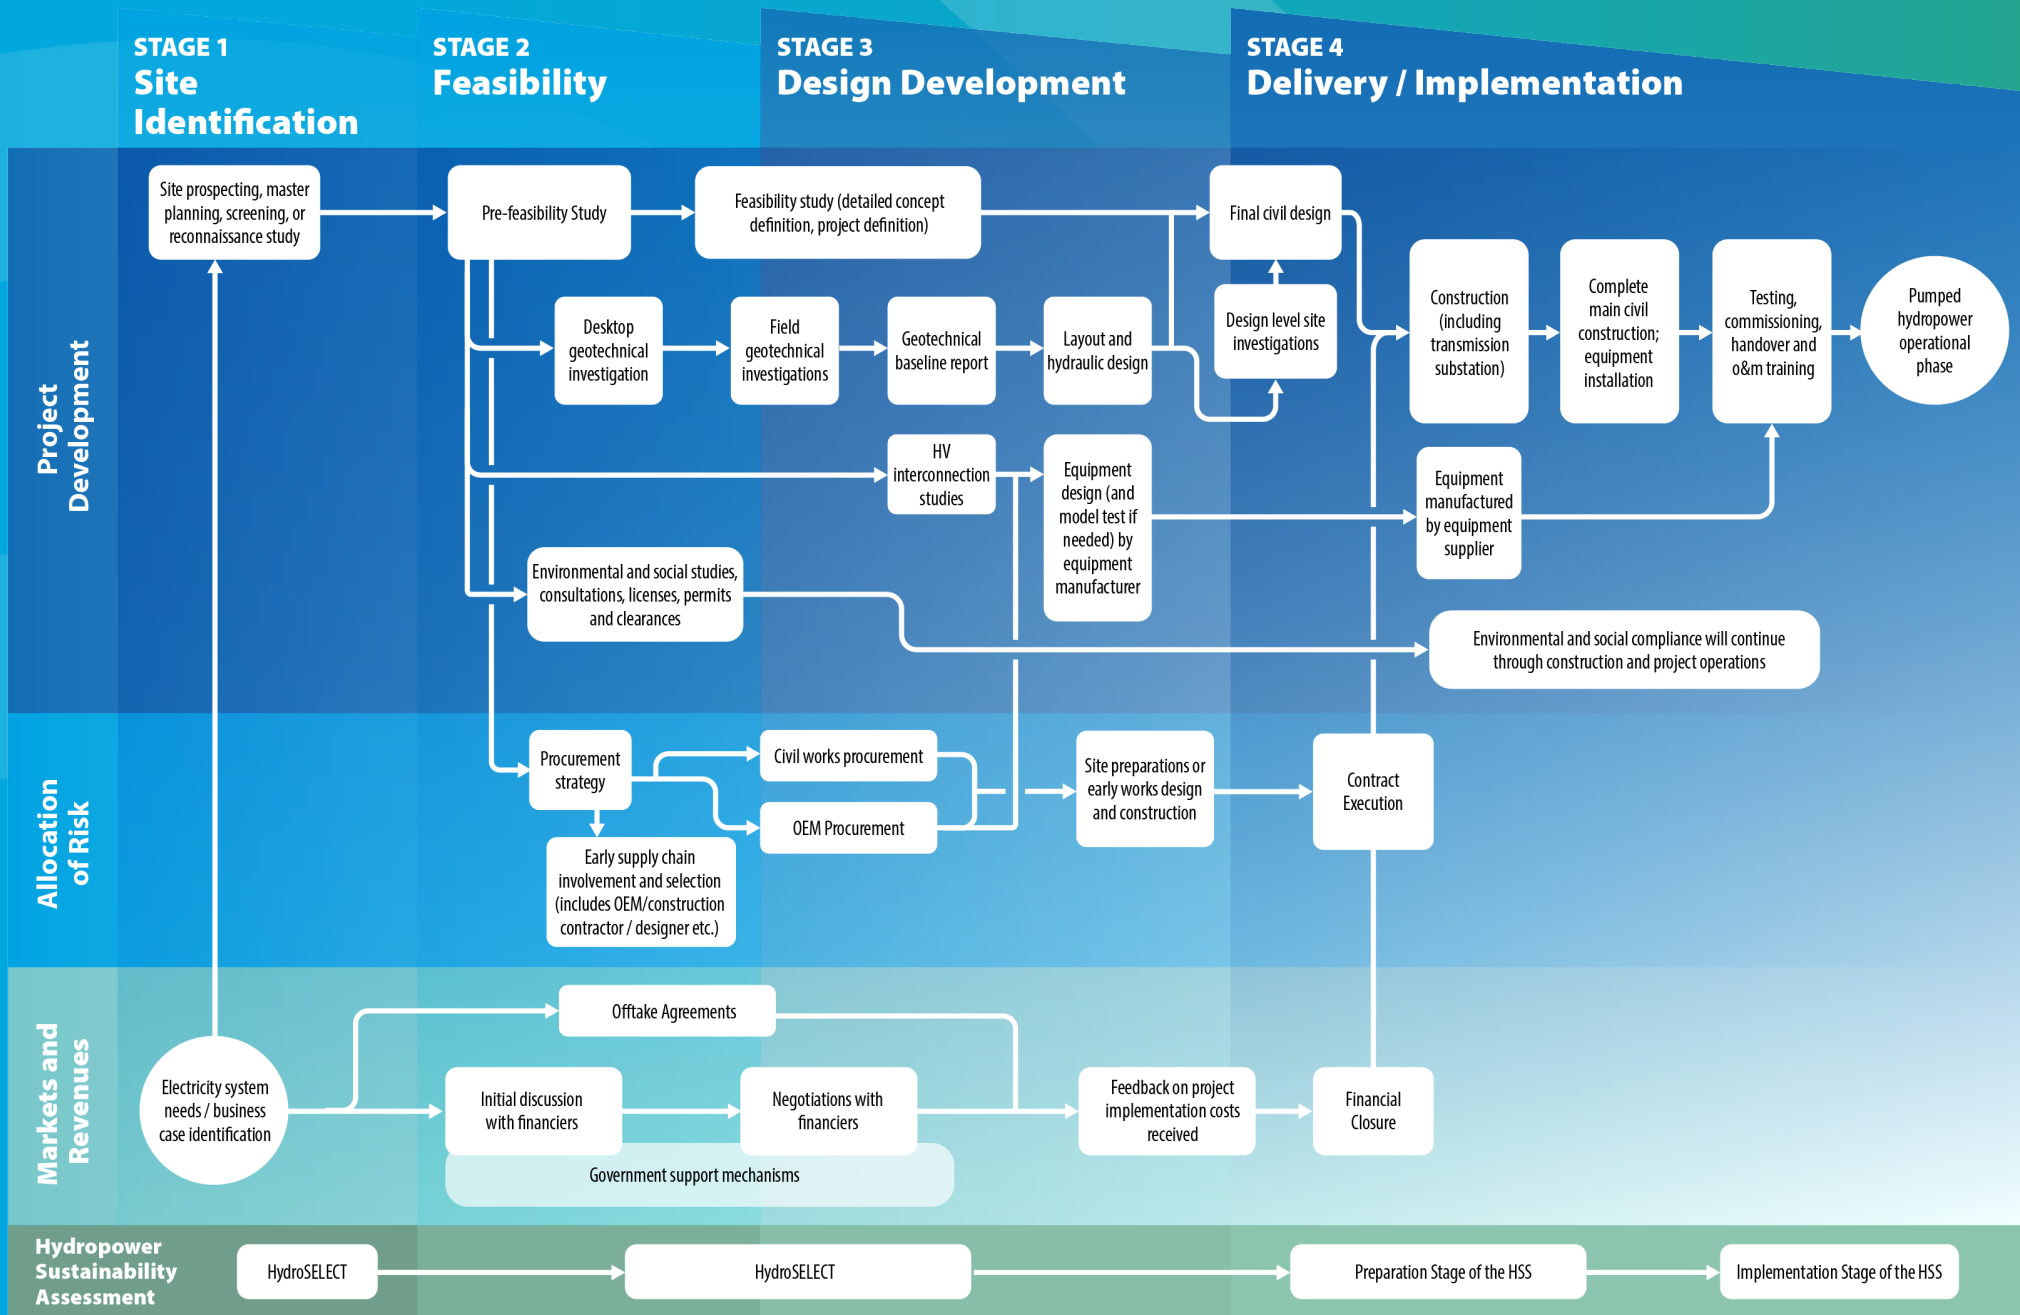 STAGE 1
Site
Identification
STAGE 2
Feasibility
STAGE 3
Design Development
STAGE 4
Delivery / Implementation
Project
Development
Site prospecting, master
planning, screening, or
reconnaissance study
Pre-feasibility Study
Feasibility study (detailed concept
definition, project definition)
Final civil design
Desktop
geotechnical
investigation
Field
geotechnical
investigations
Geotechnical
baseline report
Layout and
hydraulic design
Design level site
investigations
Construction
(including
transmission
substation)
Complete
main civil
construction;
equipment
installation
Testing,
commissioning,
handover and
o&m training
Pumped
hydropower
operational
phase
HV
interconnection
studies
Equipment
design (and
model test if
needed) by
equipment
manufacturer
Equipment
manufactured
by equipment
supplier
Environmental and social studies,
consultations, licenses, permits
and clearances
Environmental and social compliance will continue
through construction and project operations
Allocation
of Risk
Procurement
strategy
Civil works procurement
OEM Procurement
Site preparations or
early works design
and construction
Contract
Execution
Early supply chain
involvement and selection
(includes OEM/construction
contractor / designer etc.)
Markets and
Revenues
Electricity system
needs / business
case identification
Offtake Agreements
Initial discussion
with financiers
Negotiations with
financiers
Feedback on project
implementation costs
received
Financial
Closure
Government support mechanisms
Hydropower
Sustainability
Assessment
HydroSELECT
HydroSELECT
Preparation Stage of the HSS
Implementation Stage of the HSS